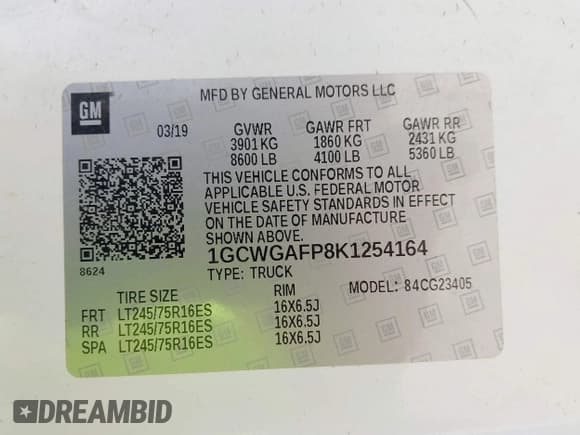 GM
MFD BY GENERAL MOTORS LLC
03/19 GVWR GAWR FRT GAWR RR
3901 KG 1860 KG 2431 KG
8600 LB 4100 LB 5360 LB
THIS VEHICLE CONFORMS TO ALL
APPLICABLE U.S. FEDERAL MOTOR
VEHICLE SAFETY STANDARDS IN EFFECT
ON THE DATE OF MANUFACTURE
SHOWN ABOVE.
8624
1GCWGAFP8K1254164
TYPE: TRUCK MODEL: 84CG23405
TIRE SIZE RIM
FRT LT245/75R16ES 16X6.5J
RR LT245/75R16ES 16X6.5J
SPA LT245/75R16ES 16X6.5J
DREAMBID